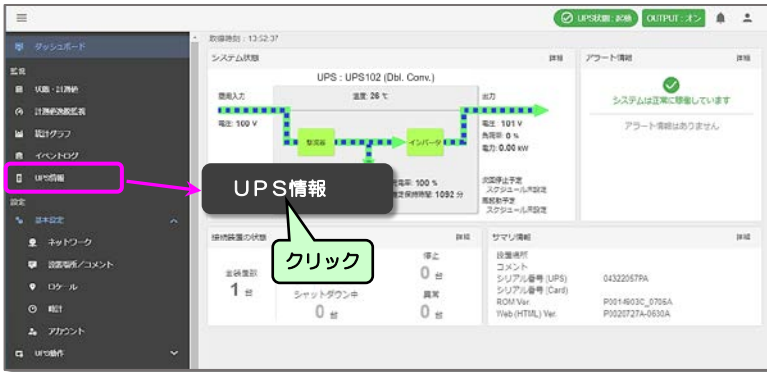 UPS状態 : 起動
OUTPUT : オン
ダッシュボード
監視
状態・計測値
計測値履歴監視
統計グラフ
イベントログ
UPS情報
設定
基本設定
ネットワーク
設置場所/コメント
ロケール
時計
アカウント
UPS動作
取得時刻 : 13:52:37
システム状態
詳細
UPS : UPS102 (Dbl. Conv.)
商用入力
温度: 26 ℃
出力
電圧: 100 V
整流器
インバータ
電圧: 101 V
負荷率: 0 %
電力: 0.00 kW
充電率: 100 %
推定保持時間: 1092 分
次回停止予定
スケジュール未設定
再起動予定
スケジュール未設定
アラート情報
詳細
システムは正常に稼働しています
アラート情報はありません
UPS情報
クリック
接続装置の状態
詳細
全装置数
1 台
停止
0 台
シャットダウン中
0 台
異常
0 台
サマリ情報
詳細
設置場所
コメント
シリアル番号 (UPS) 04322057PA
シリアル番号 (Card)
ROM Ver. P0014903C_0706A
Web (HTML) Ver. P0020727A-0630A